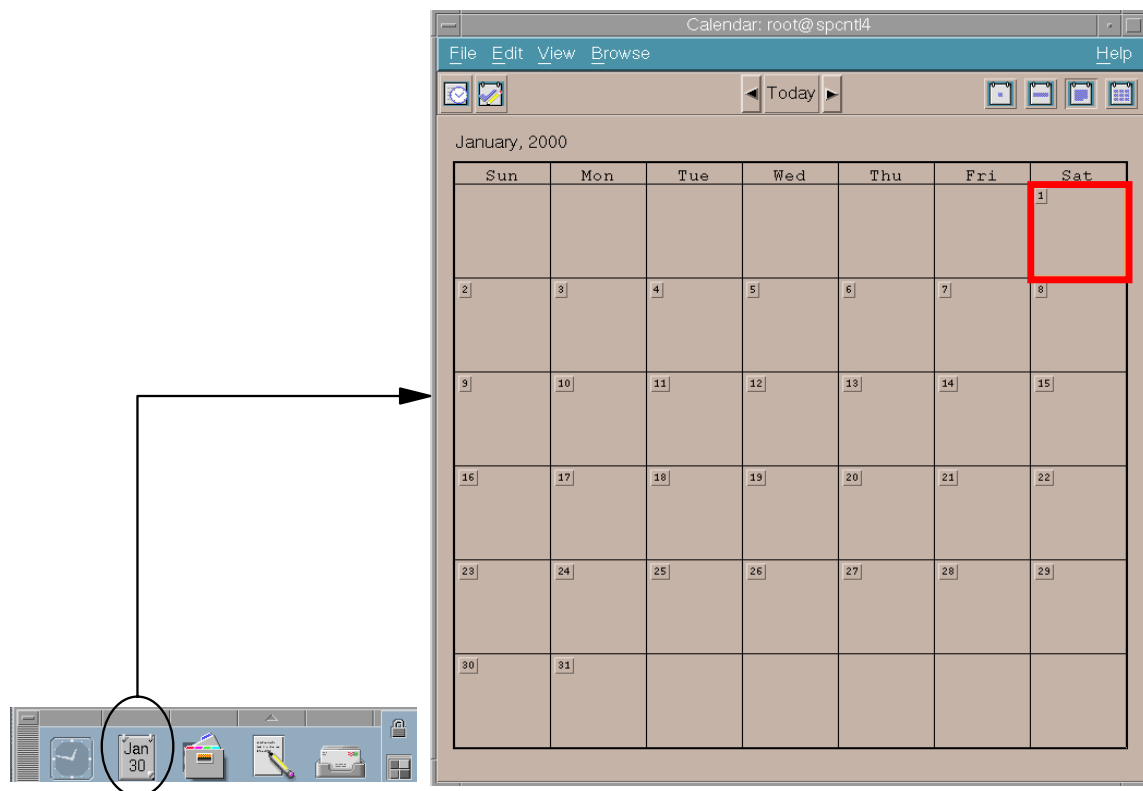 Calendar: root@spcntl4
File Edit View Browse Help
Today
January, 2000
Sun Mon Tue Wed Thu Fri Sat
1
2 3 4 5 6 7 8
9 10 11 12 13 14 15
16 17 18 19 20 21 22
23 24 25 26 27 28 29
30 31
Jan
30